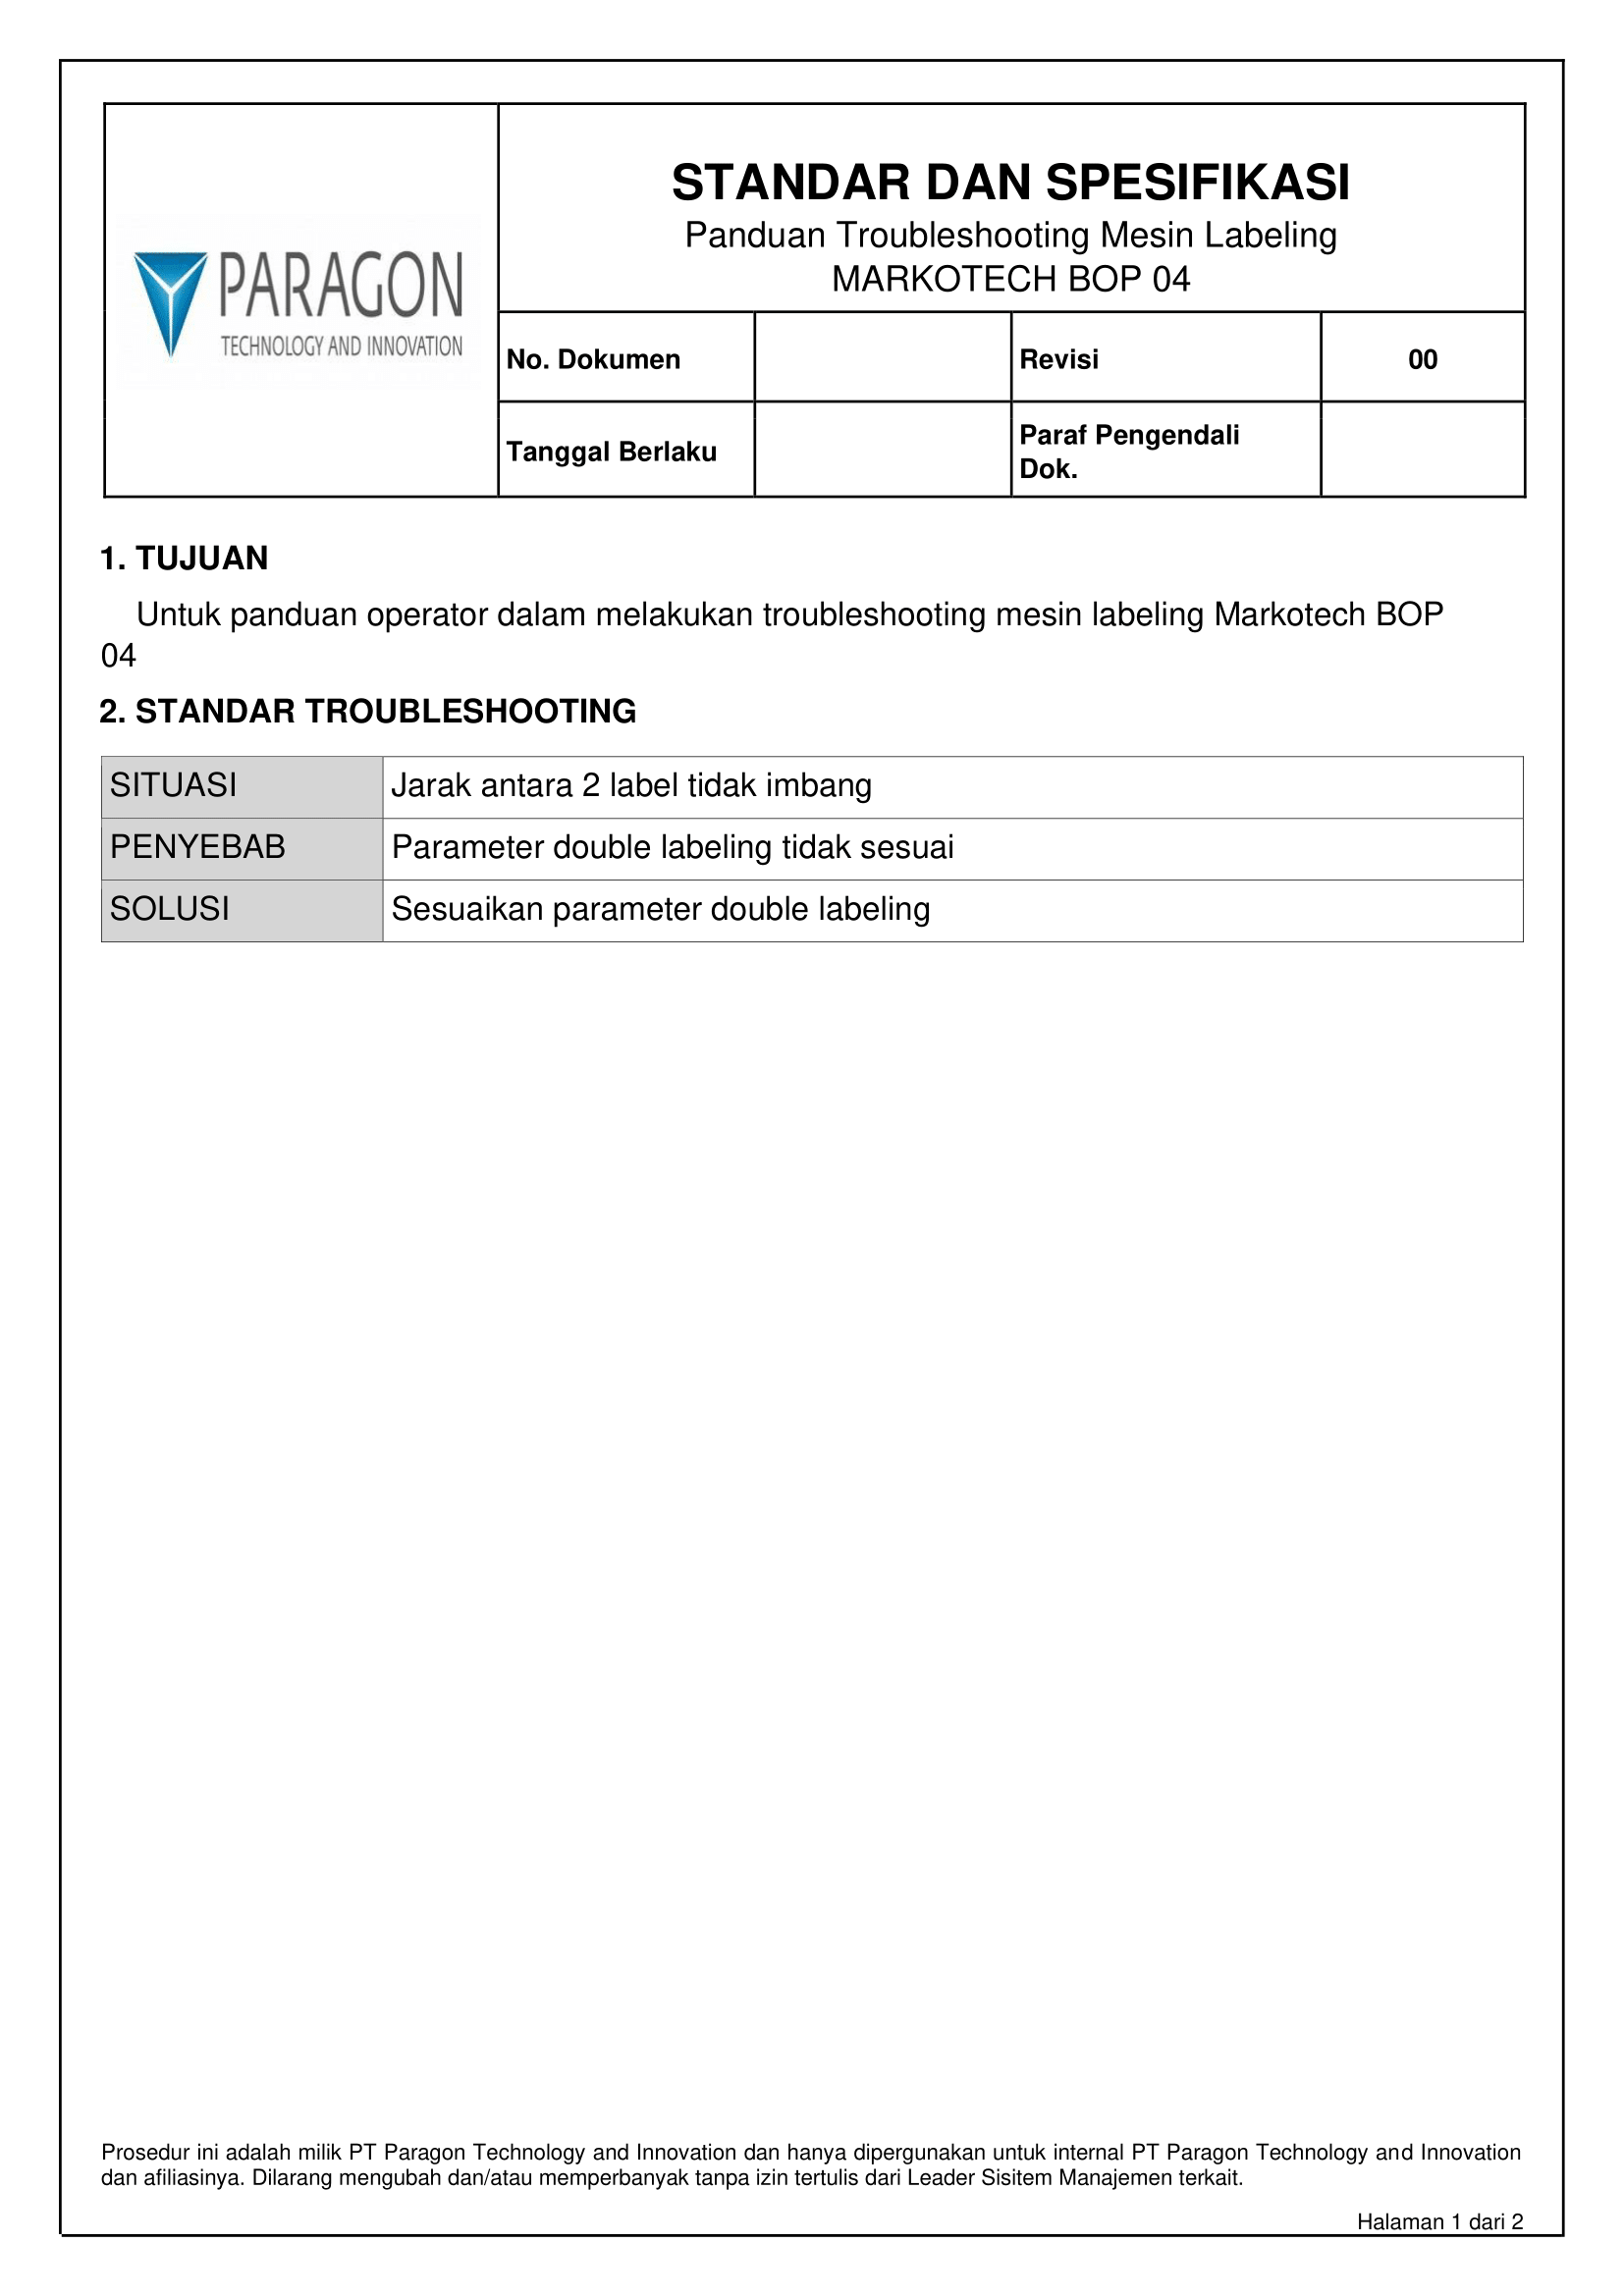 PARAGON
TECHNOLOGY AND INNOVATION
STANDAR DAN SPESIFIKASI
Panduan Troubleshooting Mesin Labeling
MARKOTECH BOP 04
No. Dokumen
Revisi
00
Tanggal Berlaku
Paraf Pengendali
Dok.
1. TUJUAN
Untuk panduan operator dalam melakukan troubleshooting mesin labeling Markotech BOP
04
2. STANDAR TROUBLESHOOTING
SITUASI
Jarak antara 2 label tidak imbang
PENYEBAB
Parameter double labeling tidak sesuai
SOLUSI
Sesuaikan parameter double labeling
Prosedur ini adalah milik PT Paragon Technology and Innovation dan hanya dipergunakan untuk internal PT Paragon Technology and Innovation
dan afiliasinya. Dilarang mengubah dan/atau memperbanyak tanpa izin tertulis dari Leader Sisitem Manajemen terkait.
Halaman 1 dari 2